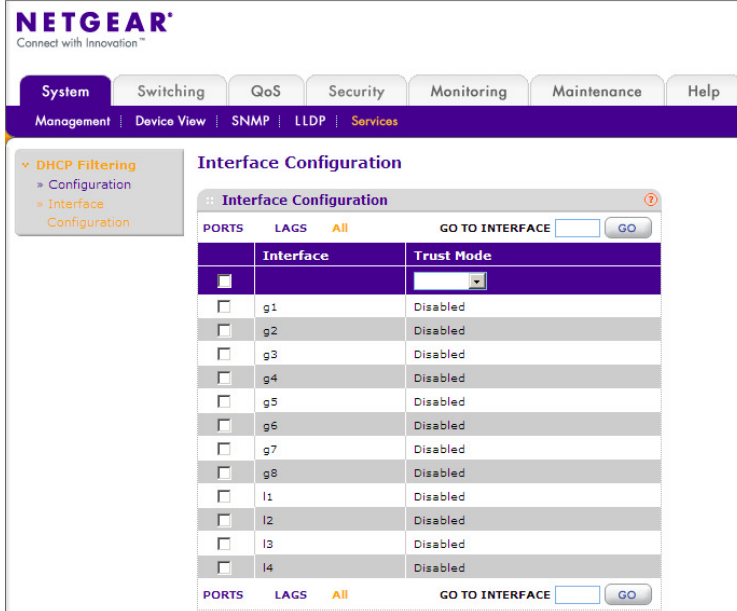 NETGEAR®
Connect with Innovation™
System Switching QoS Security Monitoring Maintenance Help
Management Device View SNMP LLDP Services
DHCP Filtering
» Configuration
» Interface
Configuration
Interface Configuration
Interface Configuration ?
PORTS LAGS All GO TO INTERFACE GO
Interface Trust Mode
g1 Disabled
g2 Disabled
g3 Disabled
g4 Disabled
g5 Disabled
g6 Disabled
g7 Disabled
g8 Disabled
l1 Disabled
l2 Disabled
l3 Disabled
l4 Disabled
PORTS LAGS All GO TO INTERFACE GO